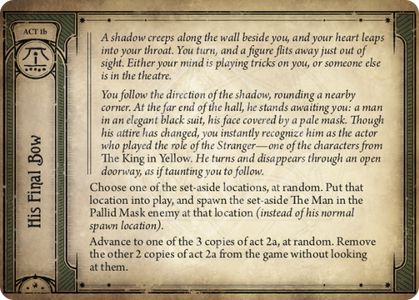 ACT 1b
His Final Bow
A shadow creeps along the wall beside you, and your heart leaps
into your throat. You turn, and a figure flits away just out of
sight. Either your mind is playing tricks on you, or someone else
is in the theatre.
You follow the direction of the shadow, rounding a nearby
corner. At the far end of the hall, he stands awaiting you: a man
in an elegant black suit, his face covered by a pale mask. Though
his attire has changed, you instantly recognize him as the actor
who played the role of the Stranger—one of the characters from
The King in Yellow. He turns and disappears through an open
doorway, as if taunting you to follow.
Choose one of the set-aside locations, at random. Put that
location into play, and spawn the set-aside The Man in the
Pallid Mask enemy at that location (instead of his normal
spawn location).
Advance to one of the 3 copies of act 2a, at random. Remove
the other 2 copies of act 2a from the game without looking
at them.